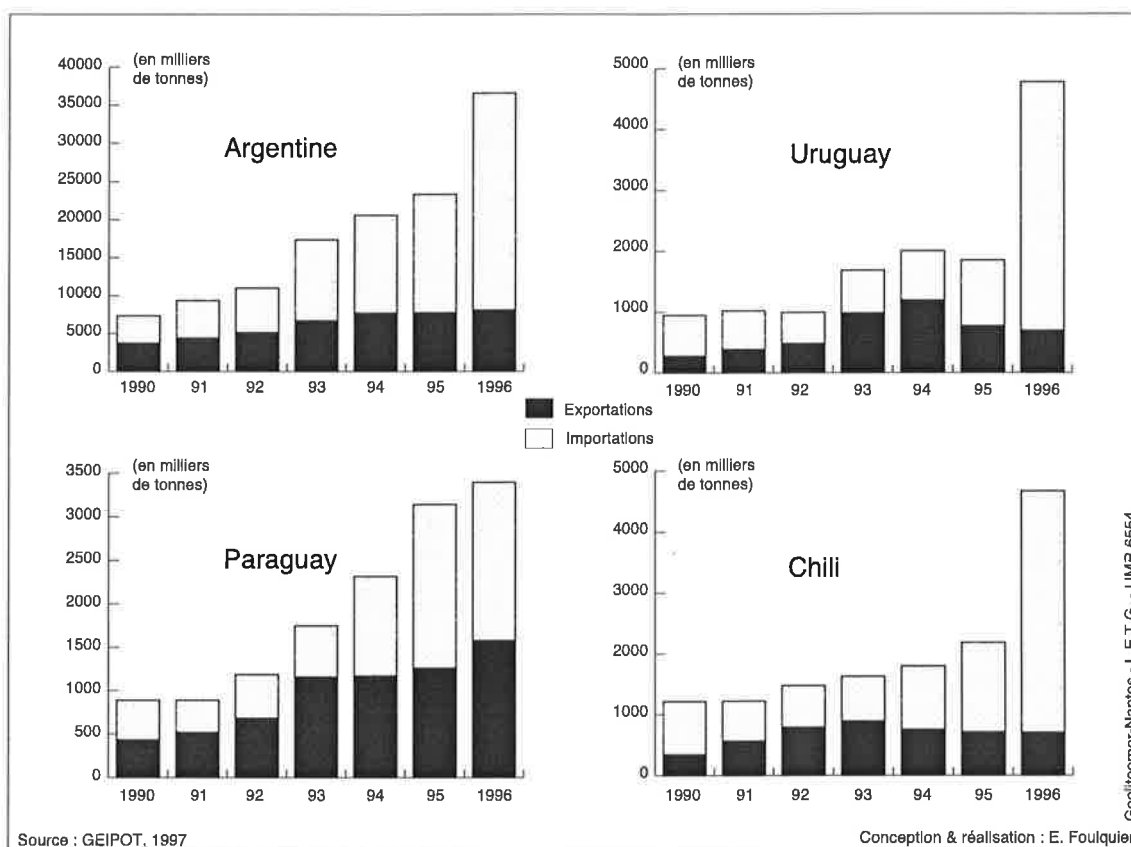 (en milliers
de tonnes)
40000
35000
30000
25000
20000
15000
10000
5000
0
Argentine
1990 91 92 93 94 95 1996
(en milliers
de tonnes)
5000
4000
3000
2000
1000
0
Uruguay
1990 91 92 93 94 95 1996
Exportations
Importations
(en milliers
de tonnes)
3500
3000
2500
2000
1500
1000
500
0
Paraguay
1990 91 92 93 94 95 1996
(en milliers
de tonnes)
5000
4000
3000
2000
1000
0
Chili
1990 91 92 93 94 95 1996
Source : GEIPOT, 1997
Conception & réalisation : E. Foulquier
L.E.T.G. - UMR 6554